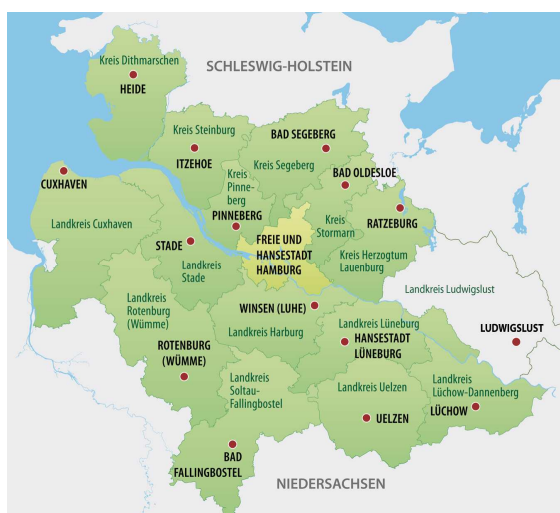 Kreis Dithmarschen
HEIDE
SCHLESWIG-HOLSTEIN
Kreis Steinburg
ITZEHOE
BAD SEGEBERG
Kreis Segeberg
CUXHAVEN
Kreis
Pinne-
berg
PINNEBERG
BAD OLDESLOE
RATZEBURG
Landkreis Cuxhaven
STADE
Landkreis
Stade
FREIE UND
HANSESTADT
HAMBURG
Kreis
Stormarn
Kreis Herzogtum
Lauenburg
Landkreis Ludwigslust
LUDWIGSLUST
Landkreis
Rotenburg
(Wümme)
ROTENBURG
(WÜMME)
WINSEN (LUHE)
Landkreis Harburg
Landkreis Lüneburg
HANSESTADT
LÜNEBURG
Landkreis
Soltau-
Fallingbostel
Landkreis Uelzen
UELZEN
Landkreis
Lüchow-Dannenberg
LÜCHOW
BAD
FALLINGBOSTEL
NIEDERSACHSEN